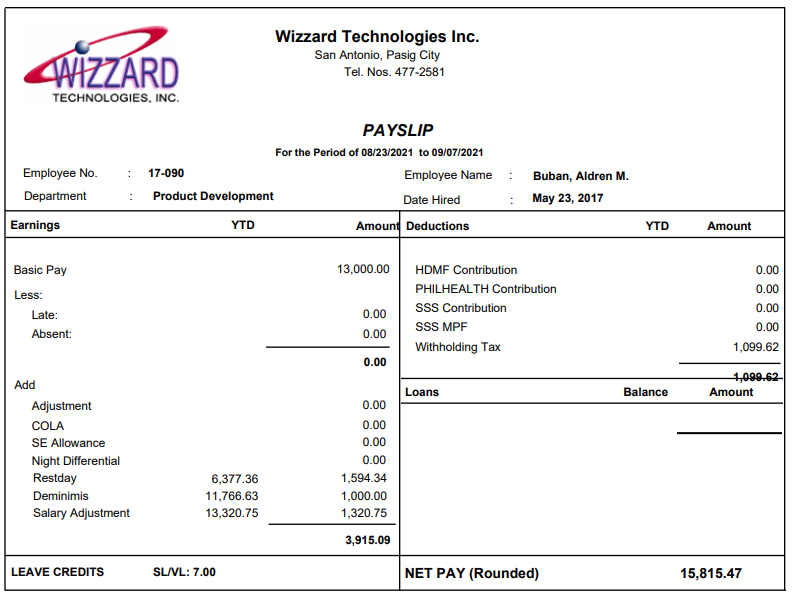 WIZZARD
TECHNOLOGIES, INC.
Wizzard Technologies Inc.
San Antonio, Pasig City
Tel. Nos. 477-2581
PAYSLIP
For the Period of 08/23/2021 to 09/07/2021
Employee No. : 17-090
Employee Name : Buban, Aldren M.
Department : Product Development
Date Hired : May 23, 2017
Earnings YTD Amount
Basic Pay 13,000.00
Less:
Late: 0.00
Absent: 0.00
0.00
Add
Adjustment 0.00
COLA 0.00
SE Allowance 0.00
Night Differential 0.00
Restday 6,377.36 1,594.34
Deminimis 11,766.63 1,000.00
Salary Adjustment 13,320.75 1,320.75
3,915.09
Deductions YTD Amount
HDMF Contribution 0.00
PHILHEALTH Contribution 0.00
SSS Contribution 0.00
SSS MPF 0.00
Withholding Tax 1,099.62
1,099.62
Loans Balance Amount
LEAVE CREDITS SL/VL: 7.00
NET PAY (Rounded) 15,815.47